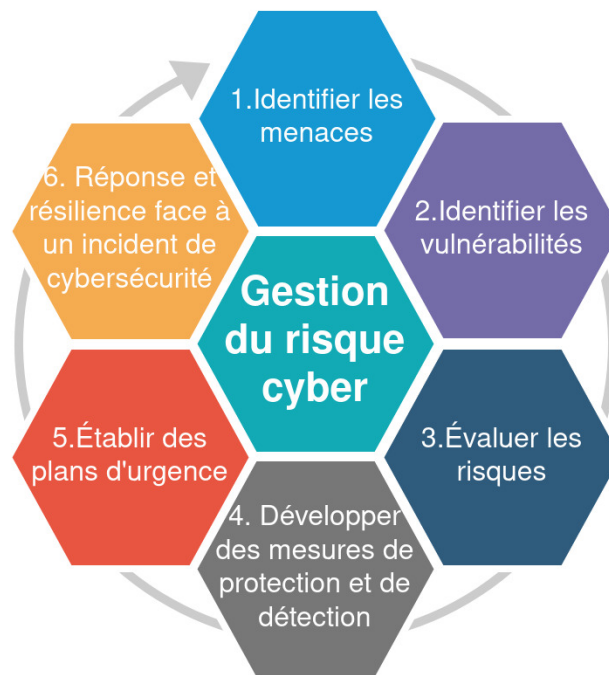 1.Identifier les
menaces
2.Identifier les
vulnérabilités
3.Évaluer les
risques
4. Développer
des mesures de
protection et de
détection
5.Établir des
plans d'urgence
6. Réponse et
résilience face à
un incident de
cybersécurité
Gestion
du risque
cyber